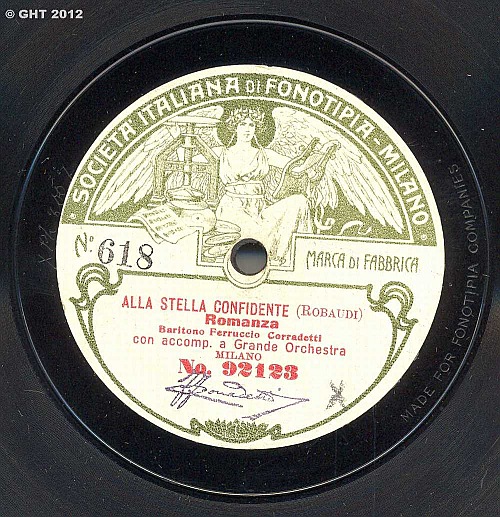 © GHT 2012
SOCIETÀ ITALIANA DI FONOTIPIA - MILANO
Nº 618
MARCA DI FABBRICA
ALLA STELLA CONFIDENTE (ROBAUDI)
Romanza
Baritono Ferruccio Corradetti
con accomp. a Grande Orchestra
MILANO
No. 92123
MADE FOR FONOTIPIA COMPANIES